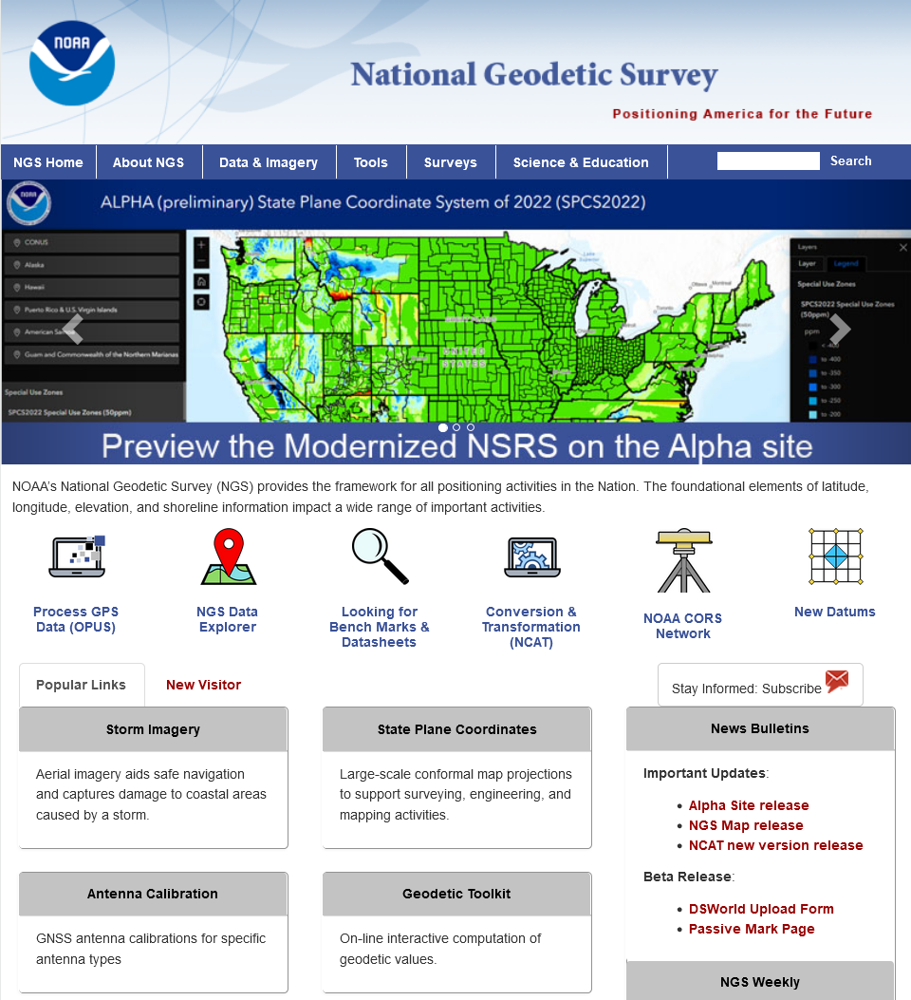 NOAA
National Geodetic Survey
Positioning America for the Future
NGS Home
About NGS
Data & Imagery
Tools
Surveys
Science & Education
Search
NOAA
ALPHA (preliminary) State Plane Coordinate System of 2022 (SPCS2022)
CONUS
Alaska
Hawaii
Puerto Rico & U.S. Virgin Islands
American Samoa
Guam and Commonwealth of the Northern Marianas
Special Use Zones
SPCS2022 Special Use Zones (50ppm)
UNITED
STATES
Layers
Layer
Legend
Special Use Zones
SPCS2022 Special Use Zones
(50ppm)
ppm
< -400
to -400
to -350
to -300
to -250
to -200
Preview the Modernized NSRS on the Alpha site
NOAA’s National Geodetic Survey (NGS) provides the framework for all positioning activities in the Nation. The foundational elements of latitude,
longitude, elevation, and shoreline information impact a wide range of important activities.
Process GPS
Data (OPUS)
NGS Data
Explorer
Looking for
Bench Marks &
Datasheets
Conversion &
Transformation
(NCAT)
NOAA CORS
Network
New Datums
Popular Links
New Visitor
Stay Informed: Subscribe
Storm Imagery
Aerial imagery aids safe navigation
and captures damage to coastal areas
caused by a storm.
State Plane Coordinates
Large-scale conformal map projections
to support surveying, engineering, and
mapping activities.
News Bulletins
Important Updates:
Alpha Site release
NGS Map release
NCAT new version release
Beta Release:
DSWorld Upload Form
Passive Mark Page
Antenna Calibration
GNSS antenna calibrations for specific
antenna types
Geodetic Toolkit
On-line interactive computation of
geodetic values.
NGS Weekly